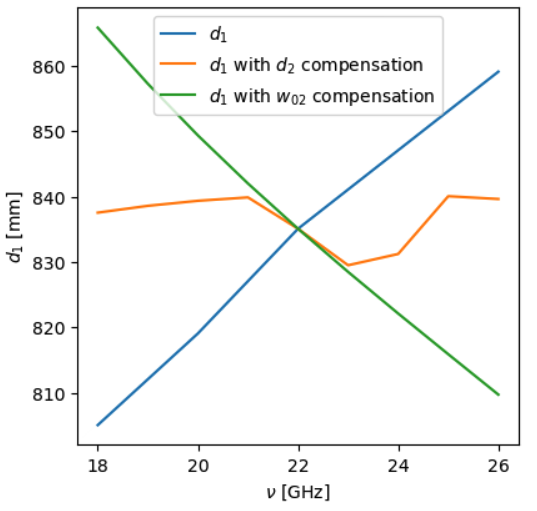 d₁
d₁ with d₂ compensation
d₁ with w₀₂ compensation
860
850
840
830
820
810
d₁ [mm]
18 20 22 24 26
ν [GHz]